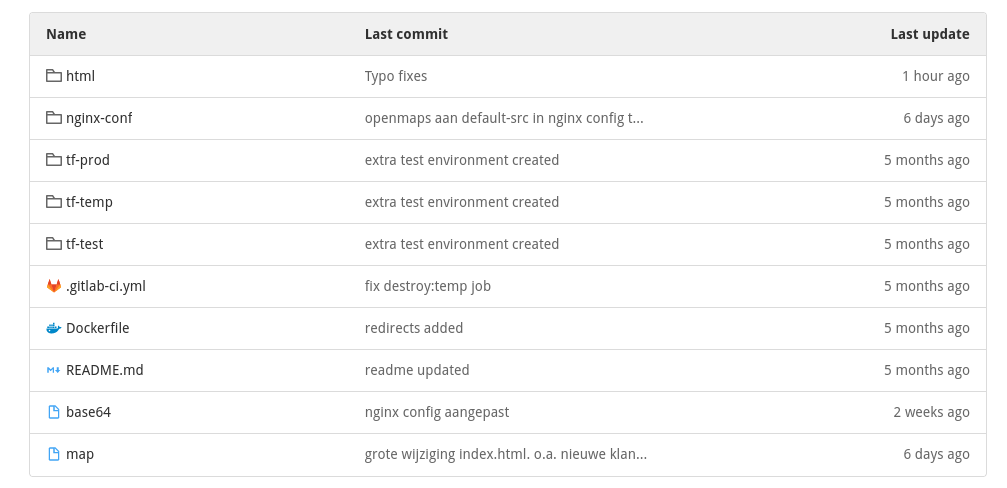 Name Last commit Last update
html Typo fixes 1 hour ago
nginx-conf openmaps aan default-src in nginx config t... 6 days ago
tf-prod extra test environment created 5 months ago
tf-temp extra test environment created 5 months ago
tf-test extra test environment created 5 months ago
.gitlab-ci.yml fix destroy:temp job 5 months ago
Dockerfile redirects added 5 months ago
README.md readme updated 5 months ago
base64 nginx config aangepast 2 weeks ago
map grote wijziging index.html. o.a. nieuwe klan... 6 days ago